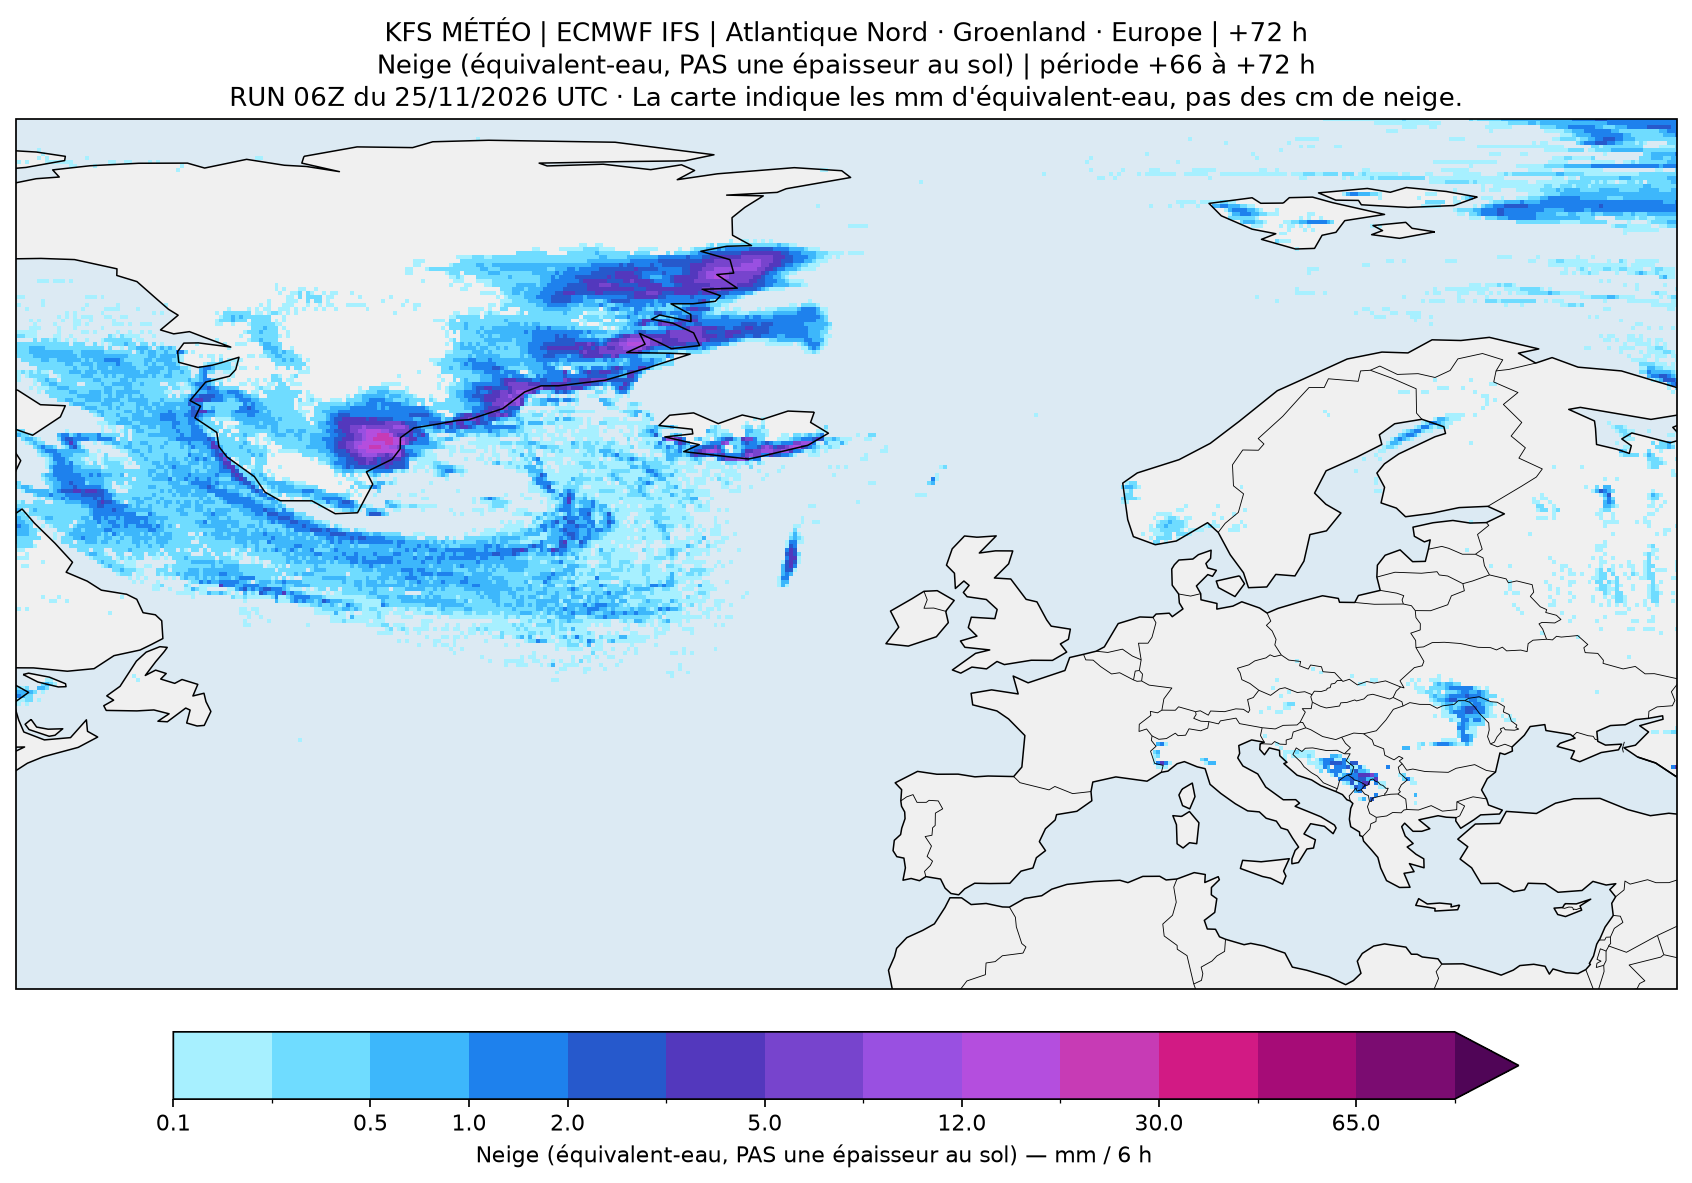 KFS MÉTÉO | ECMWF IFS | Atlantique Nord · Groenland · Europe | +72 h
Neige (équivalent-eau, PAS une épaisseur au sol) | période +66 à +72 h
RUN 06Z du 25/11/2026 UTC · La carte indique les mm d'équivalent-eau, pas des cm de neige.
0.1 0.5 1.0 2.0 5.0 12.0 30.0 65.0
Neige (équivalent-eau, PAS une épaisseur au sol) — mm / 6 h